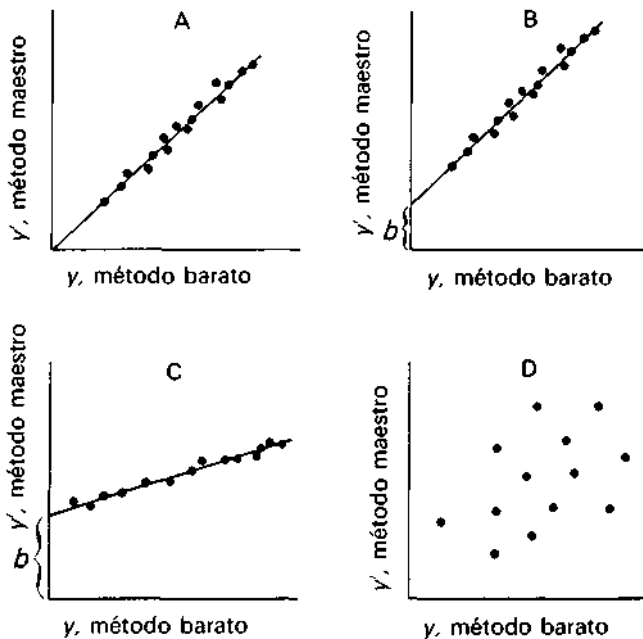 A
y', método maestro
y, método barato
B
y', método maestro
b
y, método barato
C
y', método maestro
b
y, método barato
D
y', método maestro
y, método barato